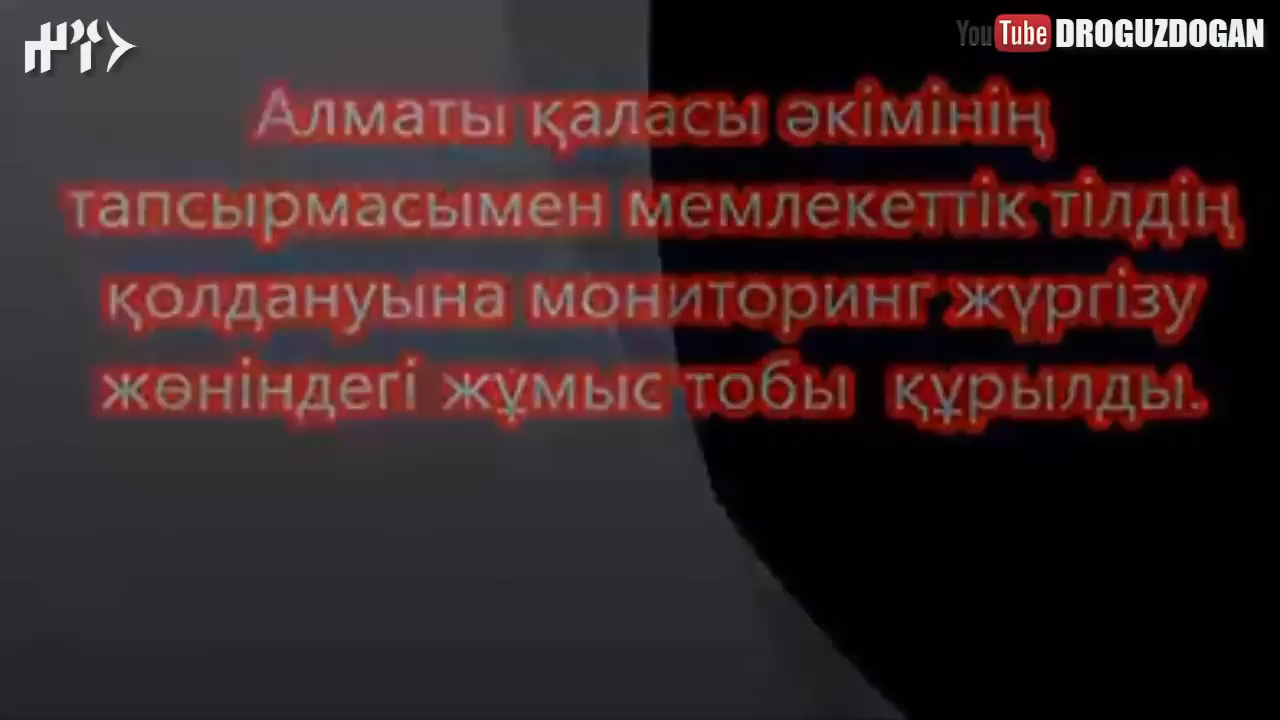 YouTube DROGUZDOGAN
Алматы қаласы әкімінің
тапсырмасымен мемлекеттік тілдің
қолдануына мониторинг жүргізу
жөніндегі жұмыс тобы құрылды.